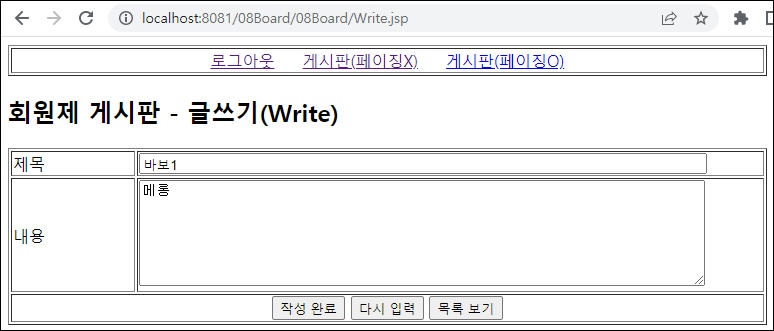 localhost:8081/08Board/08Board/Write.jsp
로그아웃 게시판(페이징X) 게시판(페이징O)
회원제 게시판 - 글쓰기(Write)
제목 바보1
메롱
내용
작성 완료 다시 입력 목록 보기